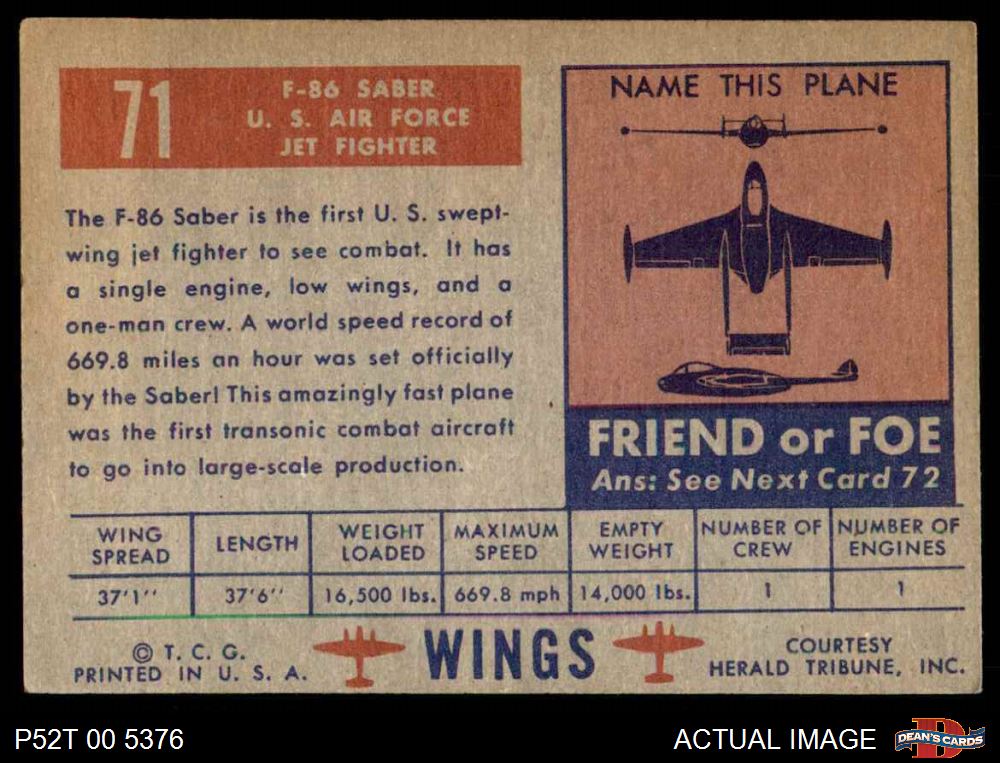 71
F-86 SABER
U. S. AIR FORCE
JET FIGHTER
The F-86 Saber is the first U. S. swept-
wing jet fighter to see combat. It has
a single engine, low wings, and a
one-man crew. A world speed record of
669.8 miles an hour was set officially
by the Saber! This amazingly fast plane
was the first transonic combat aircraft
to go into large-scale production.
NAME THIS PLANE
FRIEND or FOE
Ans: See Next Card 72
WING SPREAD
LENGTH
WEIGHT LOADED
MAXIMUM SPEED
EMPTY WEIGHT
NUMBER OF CREW
NUMBER OF ENGINES
37'1''
37'6''
16,500 lbs.
669.8 mph
14,000 lbs.
1
1
© T. C. G.
PRINTED IN U. S. A.
WINGS
COURTESY
HERALD TRIBUNE, INC.
P52T 00 5376
ACTUAL IMAGE
D
DEAN'S CARDS